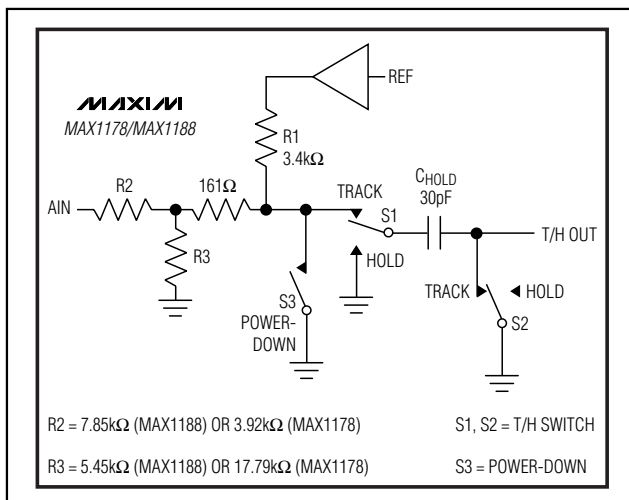 REF
MAXIM
MAX1178/MAX1188
R1
3.4kΩ
R2
161Ω
TRACK
CHOLD
30pF
AIN
S1
T/H OUT
R3
HOLD
S3
TRACK
HOLD
POWER-
DOWN
S2
R2 = 7.85kΩ (MAX1188) OR 3.92kΩ (MAX1178)
S1, S2 = T/H SWITCH
R3 = 5.45kΩ (MAX1188) OR 17.79kΩ (MAX1178)
S3 = POWER-DOWN